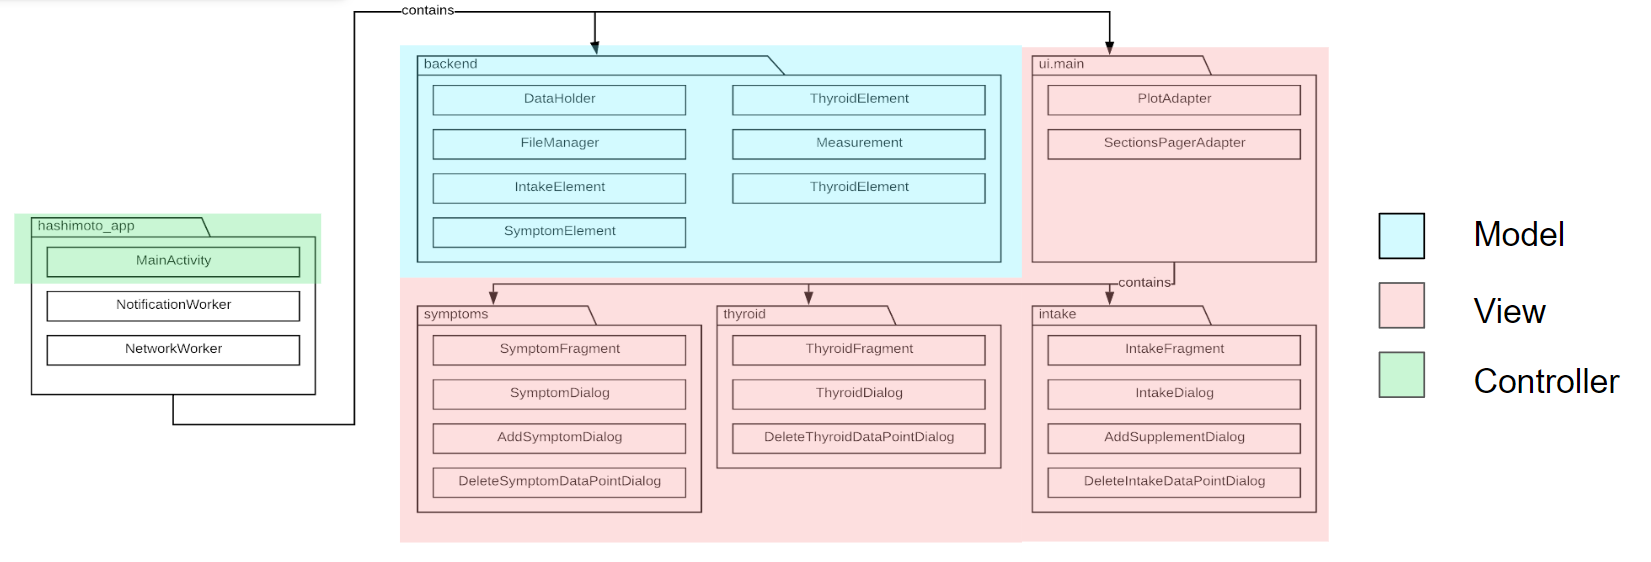 contains
backend
DataHolder
ThyroidElement
FileManager
Measurement
IntakeElement
ThyroidElement
SymptomElement
ui.main
PlotAdapter
SectionsPagerAdapter
hashimoto_app
MainActivity
NotificationWorker
NetworkWorker
contains
symptoms
SymptomFragment
SymptomDialog
AddSymptomDialog
DeleteSymptomDataPointDialog
thyroid
ThyroidFragment
ThyroidDialog
DeleteThyroidDataPointDialog
intake
IntakeFragment
IntakeDialog
AddSupplementDialog
DeleteIntakeDataPointDialog
Model
View
Controller